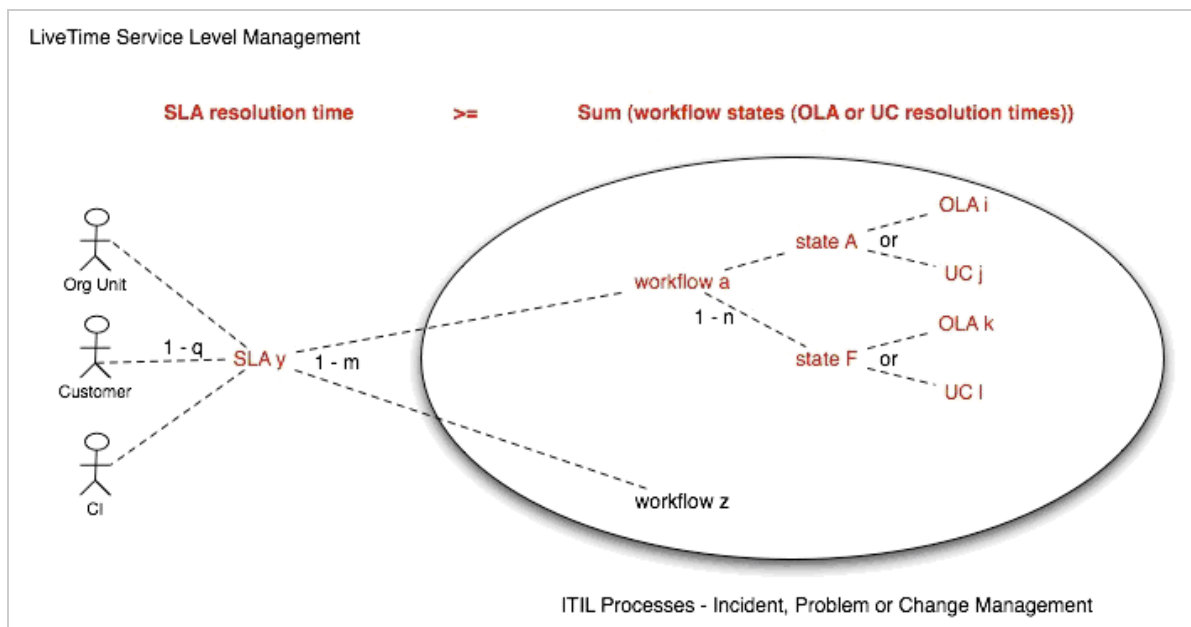 LiveTime Service Level Management
SLA resolution time >= Sum (workflow states (OLA or UC resolution times))
OLA i
state A or
Org Unit
workflow a
UC j
1 - n
OLA k
Customer
1 - q
SLA y
1 - m
state F or
UC l
CI
workflow z
ITIL Processes - Incident, Problem or Change Management